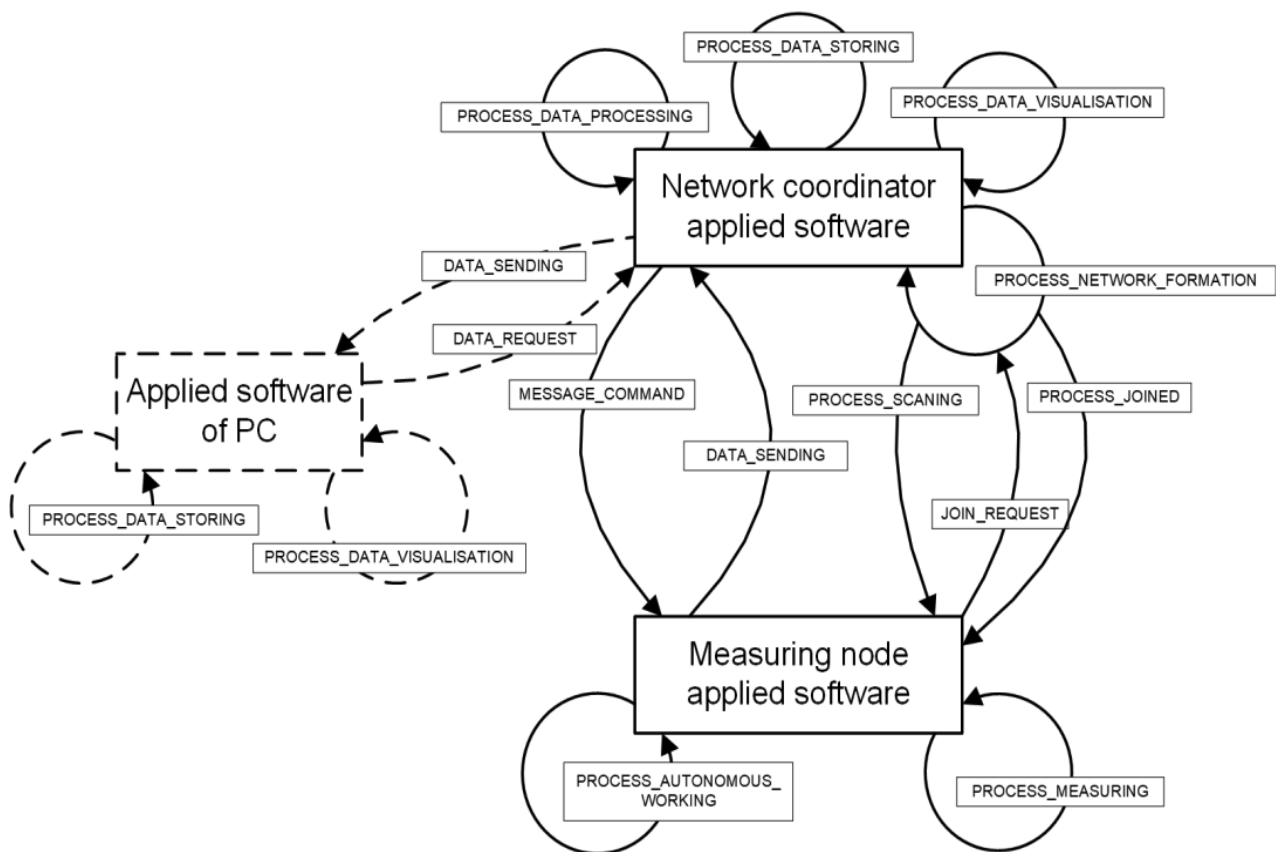 PROCESS_DATA_STORING
PROCESS_DATA_PROCESSING
PROCESS_DATA_VISUALISATION
Network coordinator
applied software
DATA_SENDING
PROCESS_NETWORK_FORMATION
DATA_REQUEST
Applied software
of PC
MESSAGE_COMMAND
PROCESS_SCANING
PROCESS_JOINED
DATA_SENDING
PROCESS_DATA_STORING
JOIN_REQUEST
PROCESS_DATA_VISUALISATION
Measuring node
applied software
PROCESS_AUTONOMOUS_
WORKING
PROCESS_MEASURING